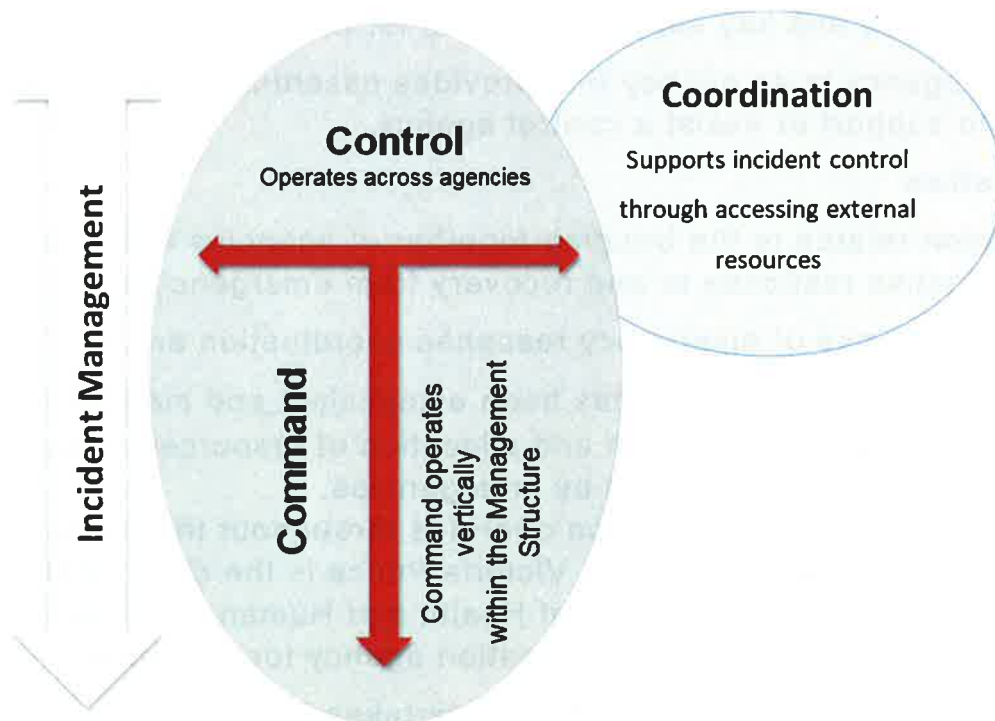 Incident Management
Control
Operates across agencies
Command
Command operates
vertically
within the Management
Structure
Coordination
Supports incident control
through accessing external
resources